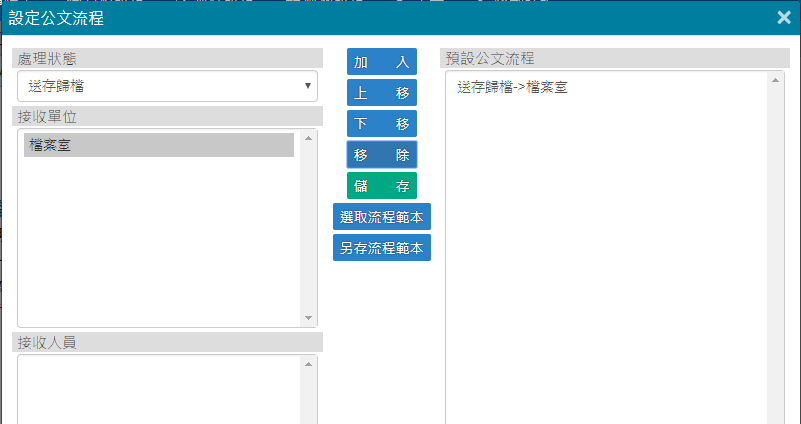 設定公文流程
處理狀態
送存歸檔
接收單位
檔案室
接收人員
加 入
上 移
下 移
移 除
儲 存
選取流程範本
另存流程範本
預設公文流程
送存歸檔->檔案室